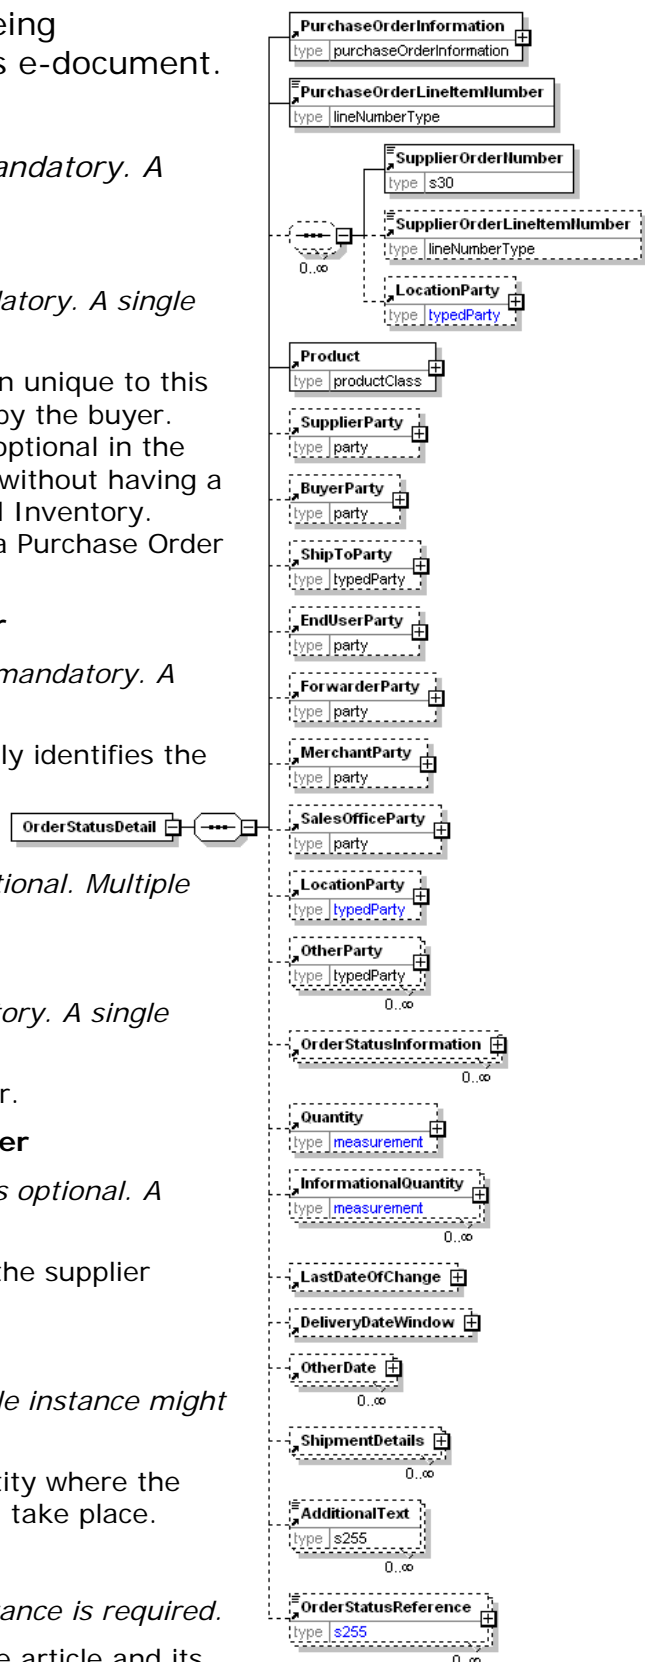 eing
s e-document.
andatory. A
latory. A single
n unique to this
by the buyer.
optional in the
without having a
l Inventory.
a Purchase Order
r
mandatory. A
ly identifies the
tional. Multiple
tory. A single
r.
er
s optional. A
the supplier
le instance might
tity where the
take place.
tance is required.
e article and its
OrderStatusDetail
PurchaseOrderInformation
type purchaseOrderInformation
PurchaseOrderLineItemNumber
type lineNumberType
0..∞
SupplierOrderNumber
type s30
SupplierOrderLineItemNumber
type lineNumberType
LocationParty
type typedParty
Product
type productClass
SupplierParty
type party
BuyerParty
type party
ShipToParty
type typedParty
EndUserParty
type party
ForwarderParty
type party
MerchantParty
type party
SalesOfficeParty
type party
LocationParty
type typedParty
OtherParty
type typedParty
0..∞
OrderStatusInformation
0..∞
Quantity
type measurement
InformationalQuantity
type measurement
0..∞
LastDateOfChange
DeliveryDateWindow
OtherDate
0..∞
ShipmentDetails
0..∞
AdditionalText
type s255
0..∞
OrderStatusReference
type s255
0..∞